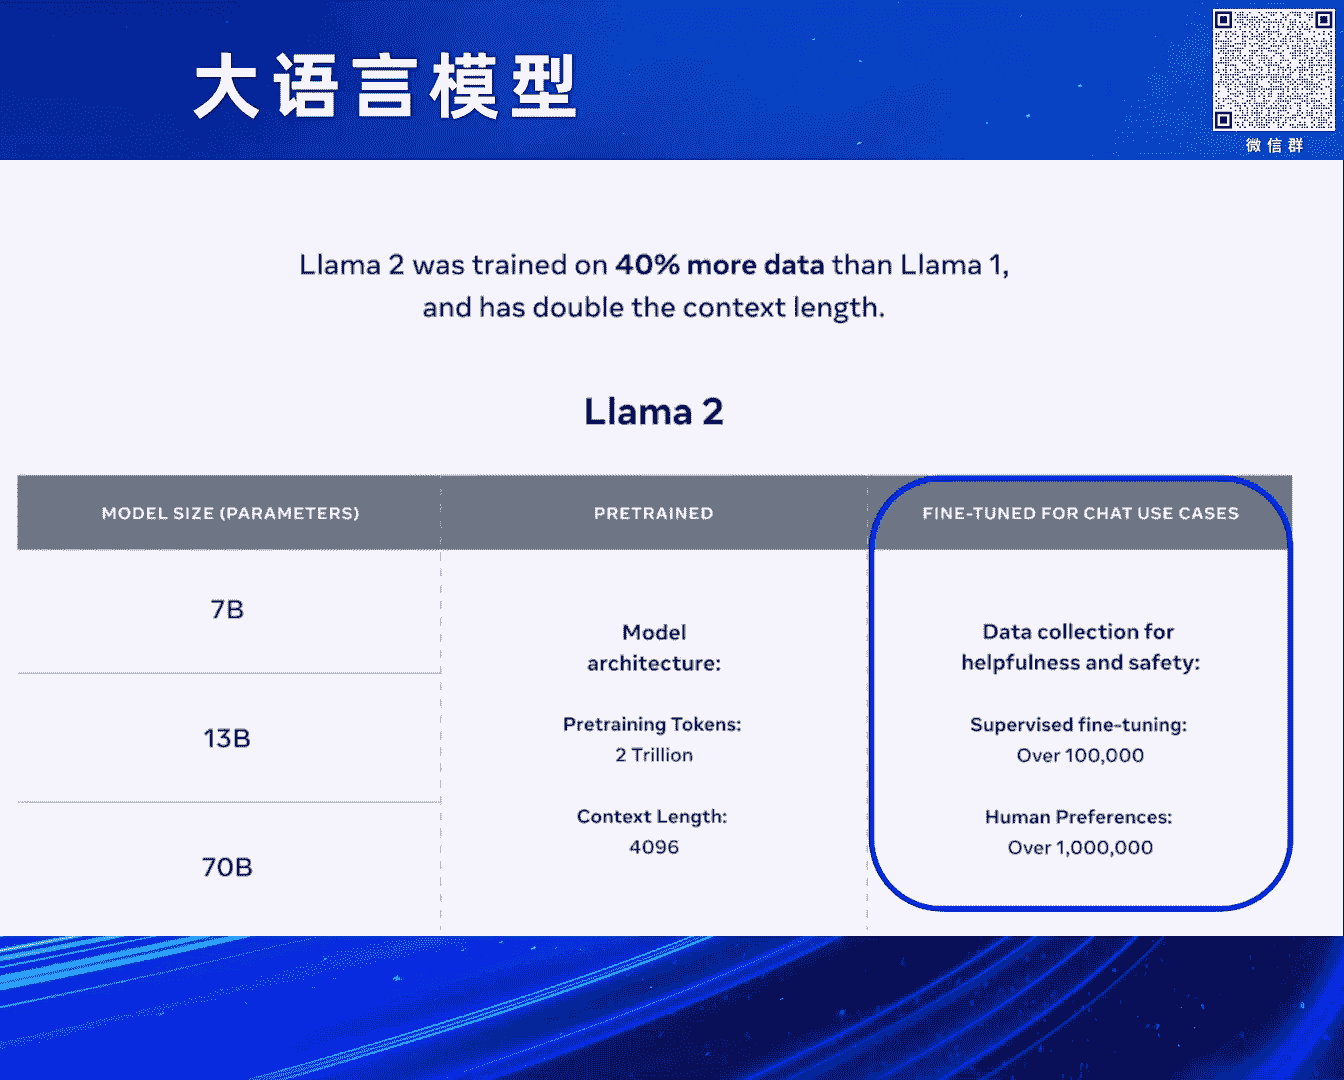 大语言模型
微信群
Llama 2 was trained on 40% more data than Llama 1,
and has double the context length.
Llama 2
MODEL SIZE (PARAMETERS)
PRETRAINED
FINE-TUNED FOR CHAT USE CASES
7B
13B
70B
Model
architecture:
Pretraining Tokens:
2 Trillion
Context Length:
4096
Data collection for
helpfulness and safety:
Supervised fine-tuning:
Over 100,000
Human Preferences:
Over 1,000,000